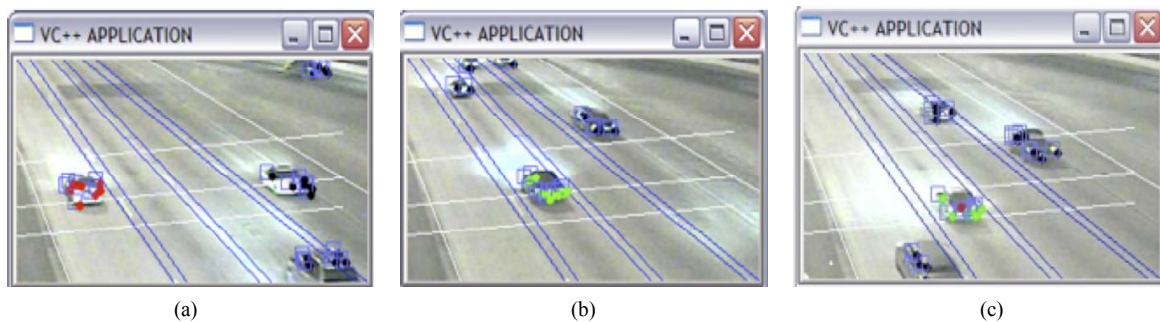 VC++ APPLICATION
VC++ APPLICATION
VC++ APPLICATION
(a)
(b)
(c)